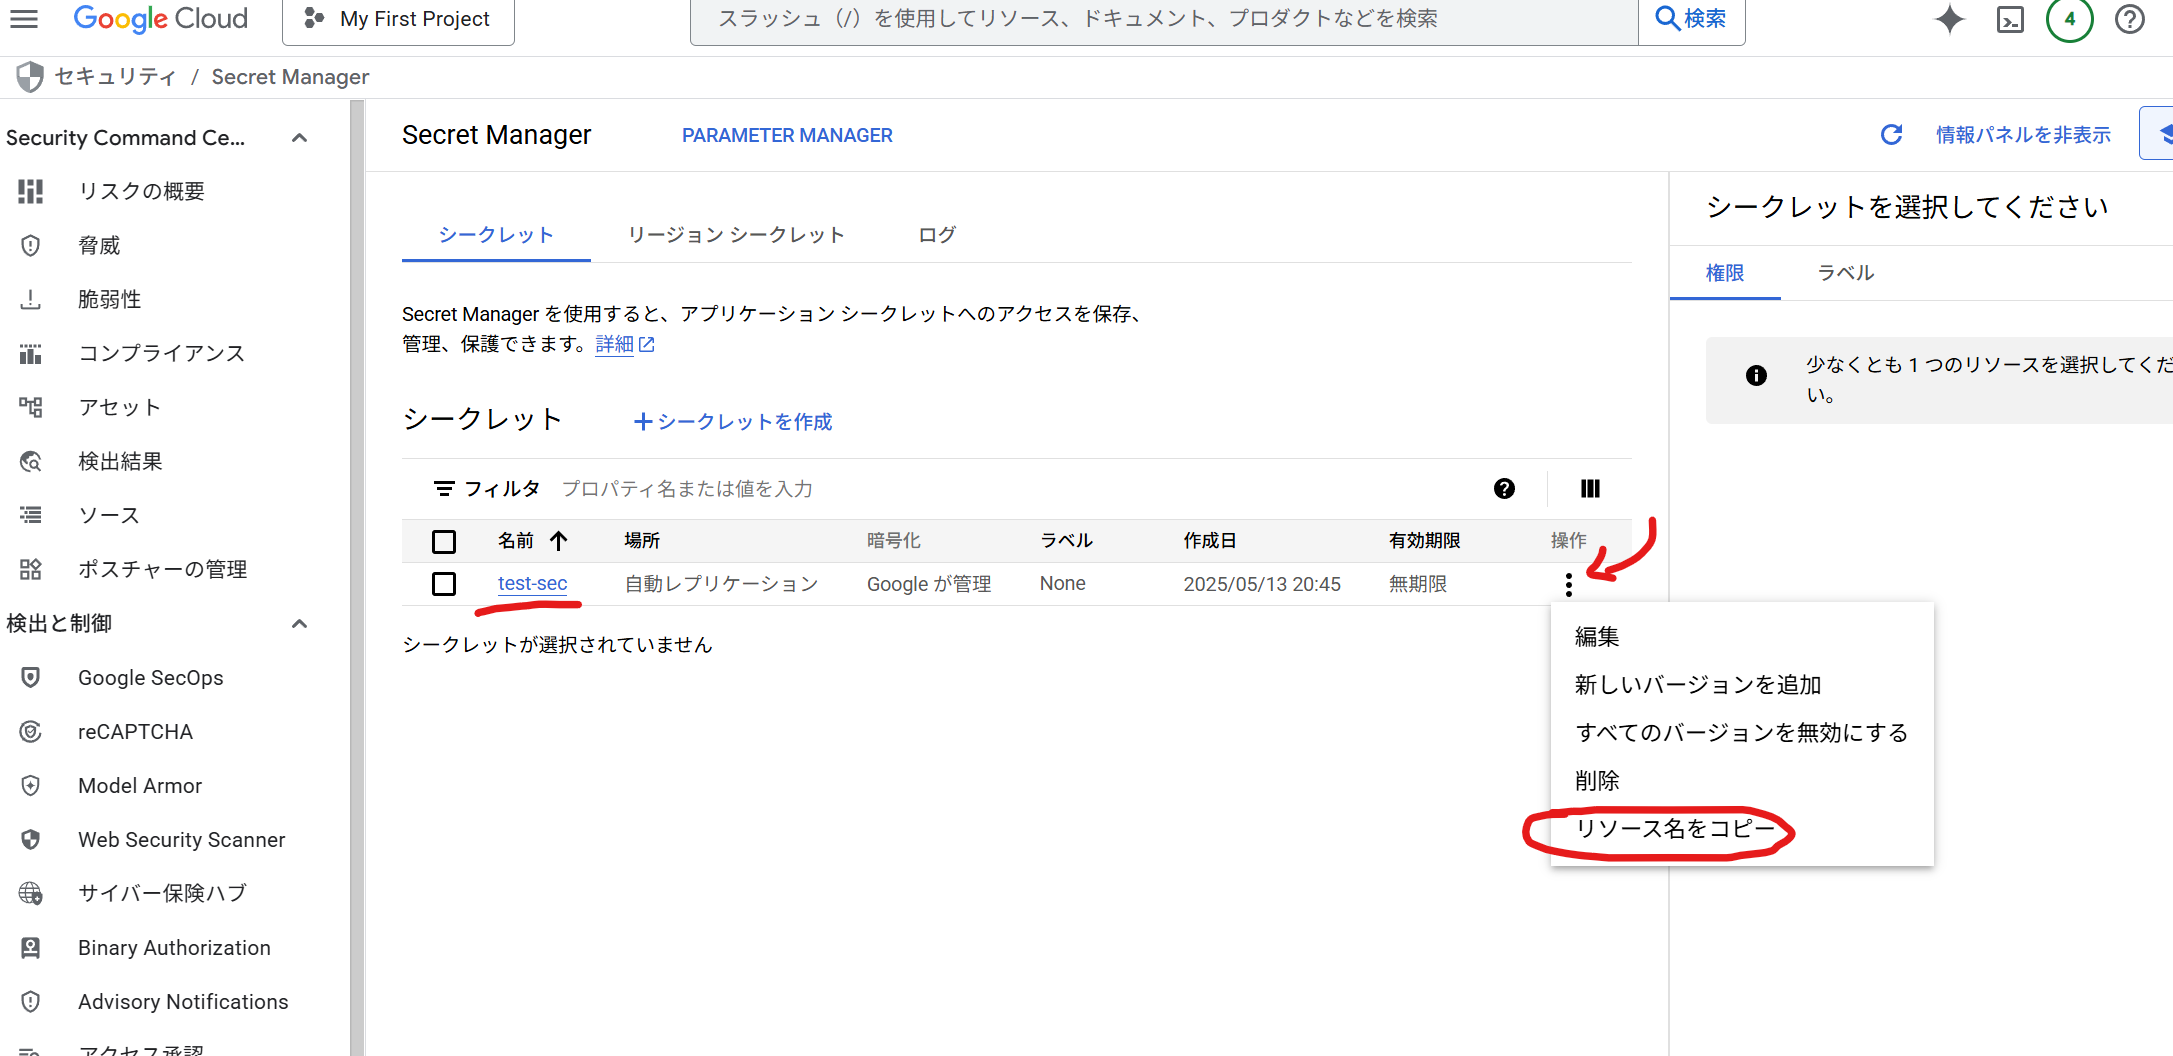 Google Cloud
My First Project
スラッシュ（/）を使用してリソース、ドキュメント、プロダクトなどを検索
検索
4
セキュリティ / Secret Manager
Security Command Ce...
リスクの概要
脅威
脆弱性
コンプライアンス
アセット
検出結果
ソース
ポスチャーの管理
検出と制御
Google SecOps
reCAPTCHA
Model Armor
Web Security Scanner
サイバー保険ハブ
Binary Authorization
Advisory Notifications
アクセス承認
Secret Manager
PARAMETER MANAGER
情報パネルを非表示
シークレット
リージョン シークレット
ログ
Secret Manager を使用すると、アプリケーション シークレットへのアクセスを保存、
管理、保護できます。詳細
シークレット
シークレットを作成
フィルタ プロパティ名または値を入力
名前 場所 暗号化 ラベル 作成日 有効期限 操作
test-sec 自動レプリケーション Google が管理 None 2025/05/13 20:45 無期限
シークレットが選択されていません
編集
新しいバージョンを追加
すべてのバージョンを無効にする
削除
リソース名をコピー
シークレットを選択してください
権限
ラベル
少なくとも 1 つのリソースを選択してくだ
い。